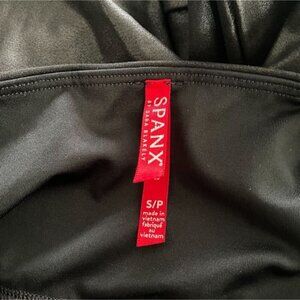 SPANX®
BY SARA BLAKELY
S/P
made in
vietnam
fabriqué
au
vietnam